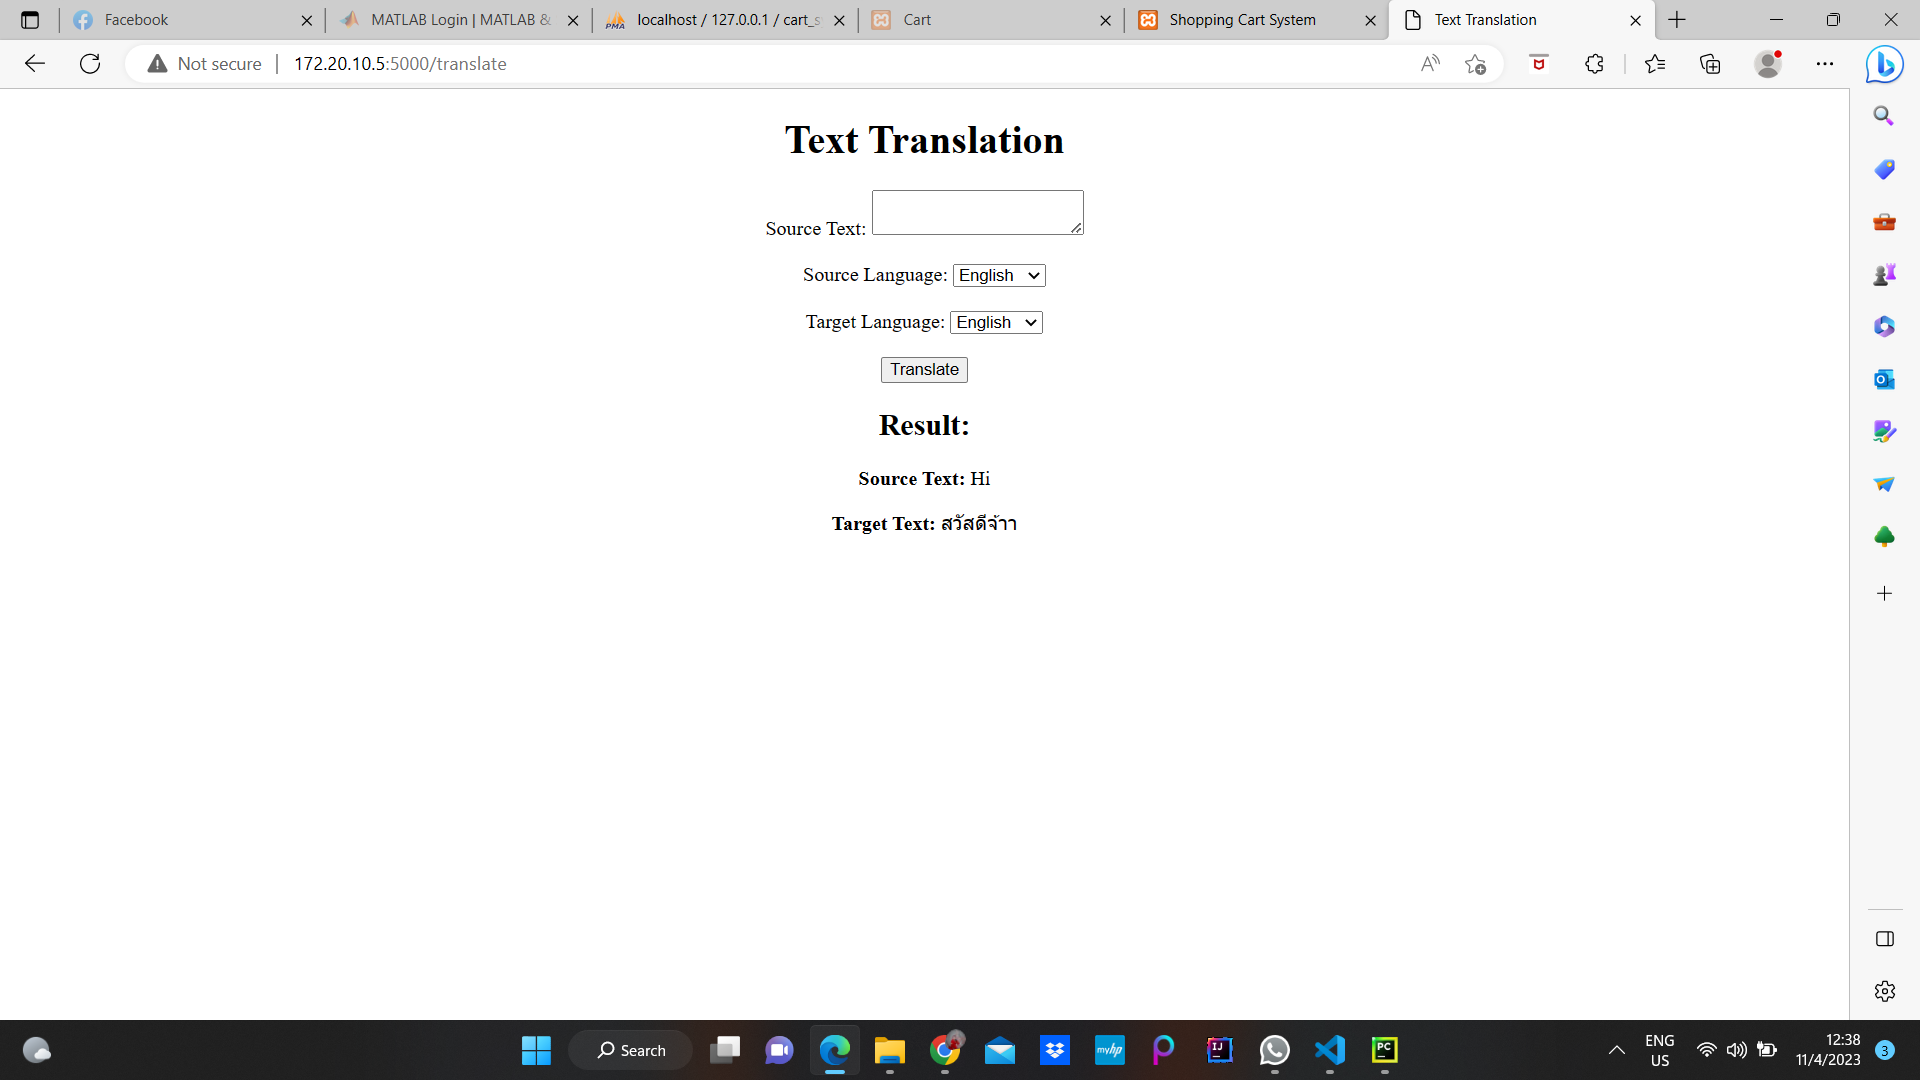 Facebook
MATLAB Login | MATLAB &
localhost / 127.0.0.1 / cart_s
Cart
Shopping Cart System
Text Translation
Not secure
172.20.10.5:5000/translate
Text Translation
Source Text:
Source Language: English
Target Language: English
Translate
Result:
Source Text: Hi
Target Text: สวัสดีจ้าา
Search
ENG
US
12:38
11/4/2023
3